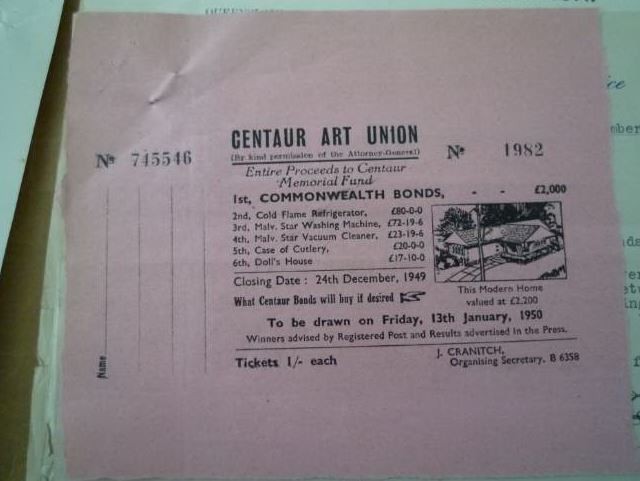 QUEENSL
ice
mber
Nº 745546
CENTAUR ART UNION
(By kind permission of the Attorney-General)
Nº 1982
Entire Proceeds to Centaur
Memorial Fund
1st, COMMONWEALTH BONDS, - - £2,000
2nd, Cold Flame Refrigerator, £80-0-0
3rd, Malv. Star Washing Machine, £72-19-6
4th, Malv. Star Vacuum Cleaner, £23-19-6
5th, Case of Cutlery, £20-0-0
6th, Doll's House £17-10-0
Closing Date : 24th December, 1949
What Centaur Bonds will buy if desired
This Modern Home
valued at £2,200
To be drawn on Friday, 13th January, 1950
Winners advised by Registered Post and Results advertised in the Press.
Tickets 1/- each
J. CRANITCH,
Organising Secretary. B 6358
Name